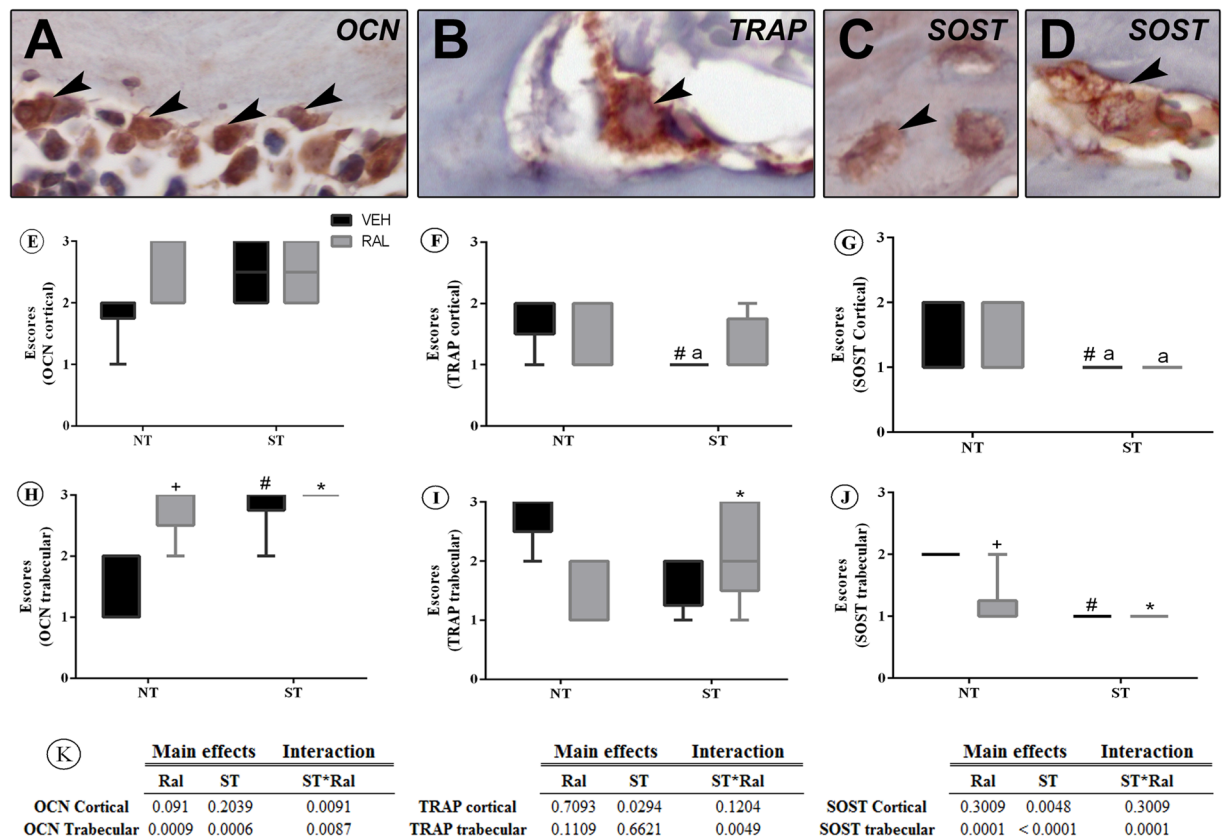 A OCN
B TRAP
C SOST
D SOST
E
VEH
RAL
Escores
(OCN cortical)
3
2
1
0
NT ST
F
Escores
(TRAP cortical)
3
2
1
0
# a
NT ST
G
Escores
(SOST Cortical)
3
2
1
0
# a a
NT ST
H
Escores
(OCN trabecular)
3
2
1
0
+ # *
NT ST
I
Escores
(TRAP trabecular)
3
2
1
0
*
NT ST
J
Escores
(SOST trabecular)
3
2
1
0
+ # *
NT ST
K
Main effects Interaction
Ral ST ST*Ral
OCN Cortical 0.091 0.2039 0.0091
OCN Trabecular 0.0009 0.0006 0.0087
Main effects Interaction
Ral ST ST*Ral
TRAP cortical 0.7093 0.0294 0.1204
TRAP trabecular 0.1109 0.6621 0.0049
Main effects Interaction
Ral ST ST*Ral
SOST Cortical 0.3009 0.0048 0.3009
SOST trabecular 0.0001 < 0.0001 0.0001